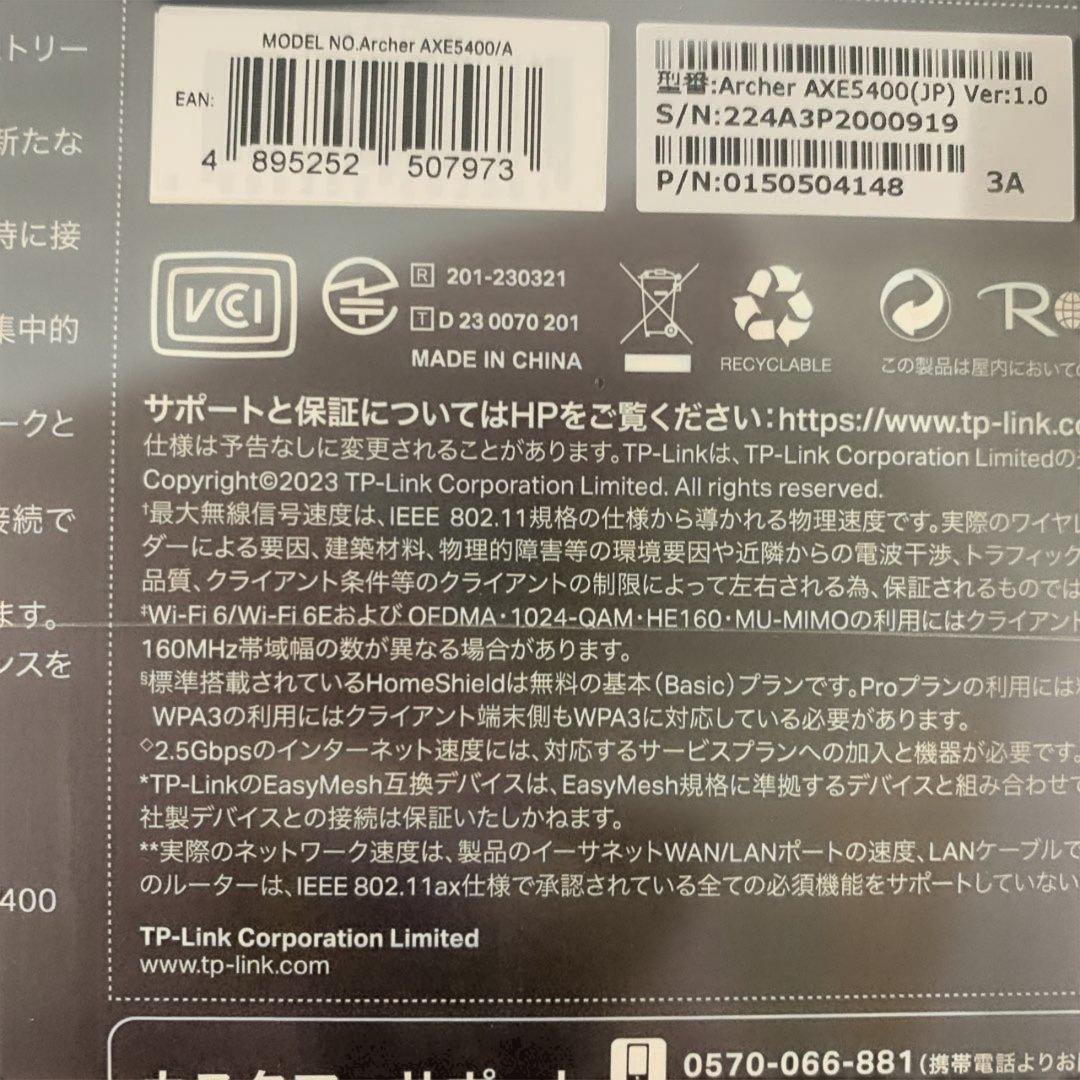 トリー
新たな
時に接
集中的
ークと
接続で
ます。
ンスを
5400
MODEL NO.Archer AXE5400/A
EAN:
4 895252 507973
型番:Archer AXE5400(JP) Ver:1.0
S/N:224A3P2000919
P/N:0150504148 3A
VCCI
R 201-230321
T D 23 0070 201
MADE IN CHINA
RECYCLABLE
R
この製品は屋内においての
サポートと保証についてはHPをご覧ください:https://www.tp-link.co
仕様は予告なしに変更されることがあります。TP-Linkは、TP-Link Corporation Limitedの
Copyright©2023 TP-Link Corporation Limited. All rights reserved.
†最大無線信号速度は、IEEE 802.11規格の仕様から導かれる物理速度です。実際のワイヤレ
ダーによる要因、建築材料、物理的障害等の環境要因や近隣からの電波干渉、トラフィック
品質、クライアント条件等のクライアントの制限によって左右される為、保証されるものでは
‡Wi-Fi 6/Wi-Fi 6Eおよび OFDMA・1024-QAM・HE160・MU-MIMOの利用にはクライアント
160MHz帯域幅の数が異なる場合があります。
§標準搭載されているHomeShieldは無料の基本（Basic）プランです。Proプランの利用には
WPA3の利用にはクライアント端末側もWPA3に対応している必要があります。
◇2.5Gbpsのインターネット速度には、対応するサービスプランへの加入と機器が必要です。
*TP-LinkのEasyMesh互換デバイスは、EasyMesh規格に準拠するデバイスと組み合わせて
社製デバイスとの接続は保証いたしかねます。
**実際のネットワーク速度は、製品のイーサネットWAN/LANポートの速度、LANケーブルで
のルーターは、IEEE 802.11ax仕様で承認されている全ての必須機能をサポートしていない
TP-Link Corporation Limited
www.tp-link.com
0570-066-881(携帯電話よりお